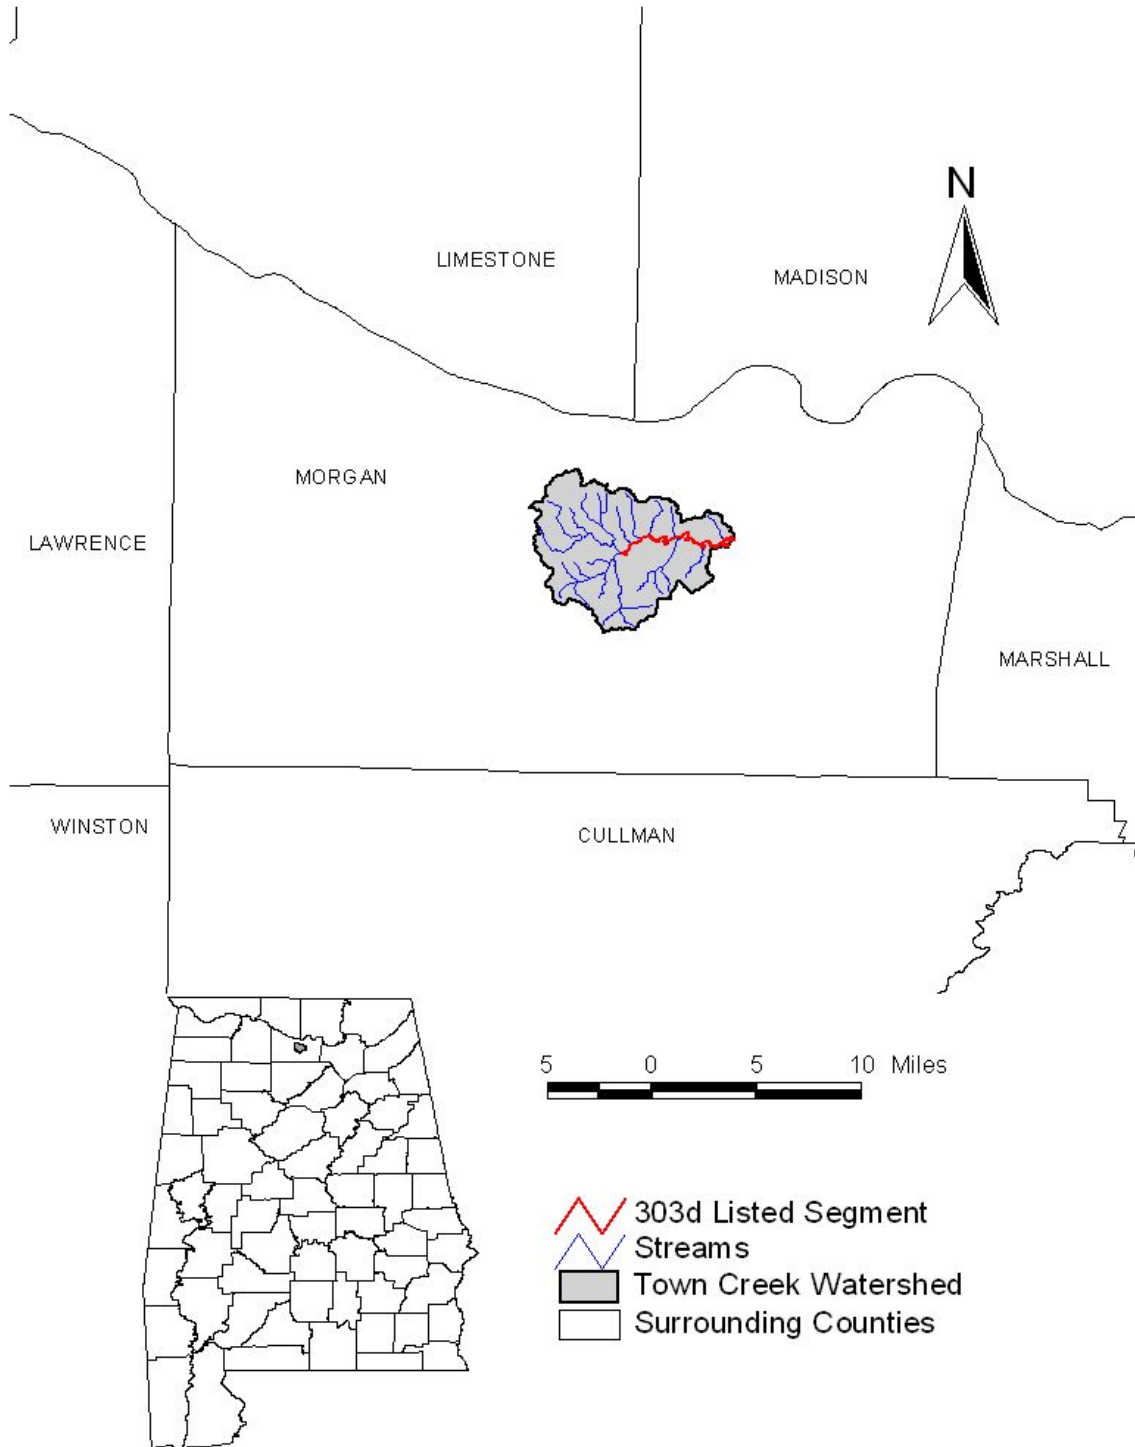 N
LIMESTONE
MADISON
MORGAN
LAWRENCE
MARSHALL
WINSTON
CULLMAN
5 0 5 10 Miles
303d Listed Segment
Streams
Town Creek Watershed
Surrounding Counties